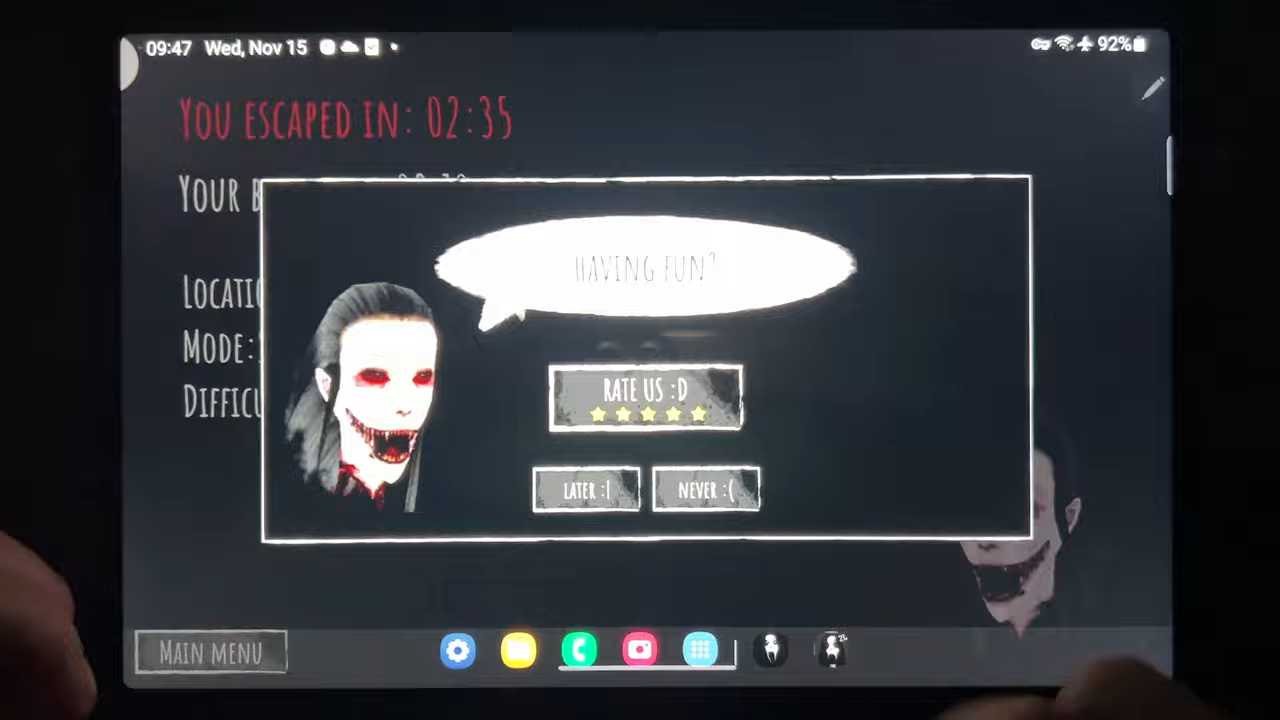 09:47 Wed, Nov 15
92%
YOU ESCAPED IN: 02:35
YOUR
HAVING FUN?
LOCATIO
MODE:
RATE US :D
DIFFICU
LATER :|
NEVER :(
MAIN MENU